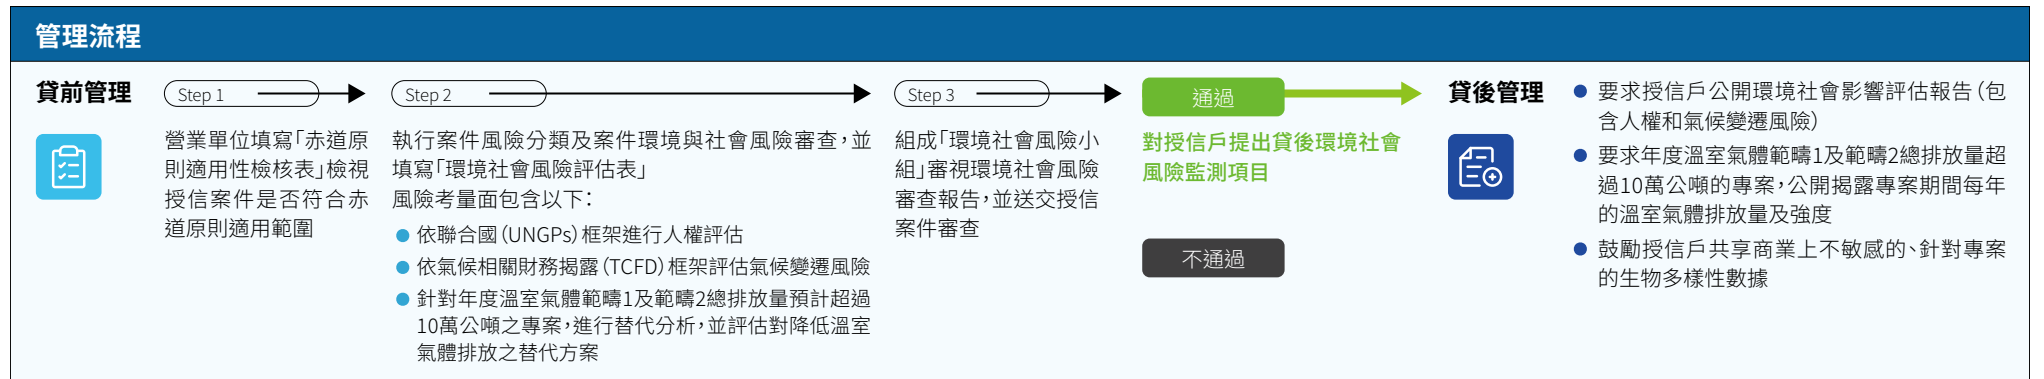 管理流程
貸前管理
Step 1
營業單位填寫「赤道原
則適用性檢核表」檢視
授信案件是否符合赤
道原則適用範圍
Step 2
執行案件風險分類及案件環境與社會風險審查，並
填寫「環境社會風險評估表」
風險考量面包含以下：
● 依聯合國（UNGPs）框架進行人權評估
● 依氣候相關財務揭露（TCFD）框架評估氣候變遷風險
● 針對年度溫室氣體範疇1及範疇2總排放量預計超過
10萬公噸之專案，進行替代分析，並評估對降低溫室
氣體排放之替代方案
Step 3
組成「環境社會風險小
組」審視環境社會風險
審查報告，並送交授信
案件審查
通過
對授信戶提出貸後環境社會
風險監測項目
不通過
貸後管理
● 要求授信戶公開環境社會影響評估報告（包
含人權和氣候變遷風險）
● 要求年度溫室氣體範疇1及範疇2總排放量超
過10萬公噸的專案，公開揭露專案期間每年
的溫室氣體排放量及強度
● 鼓勵授信戶共享商業上不敏感的、針對專案
的生物多樣性數據